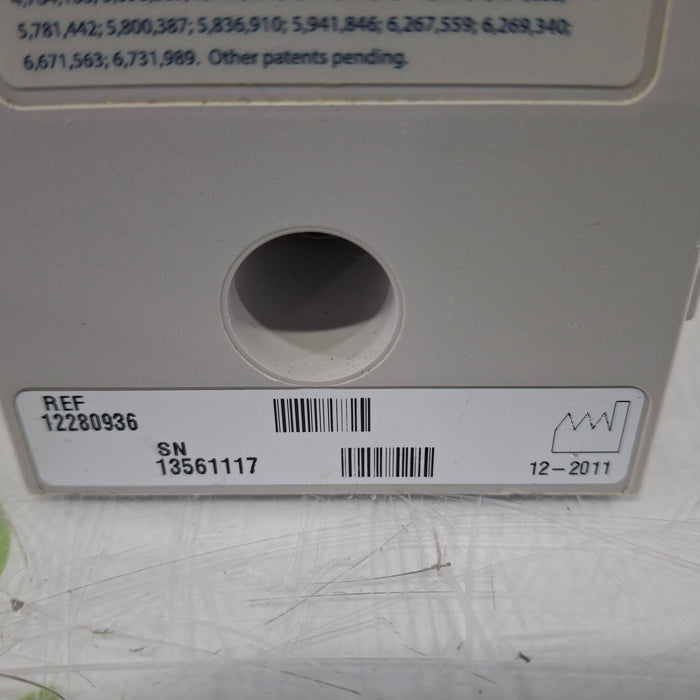 5,781,442; 5,800,387; 5,836,910; 5,941,846; 6,267,559; 6,269,340;
6,671,563; 6,731,989. Other patents pending.
REF
12280936
SN
13561117
12-2011